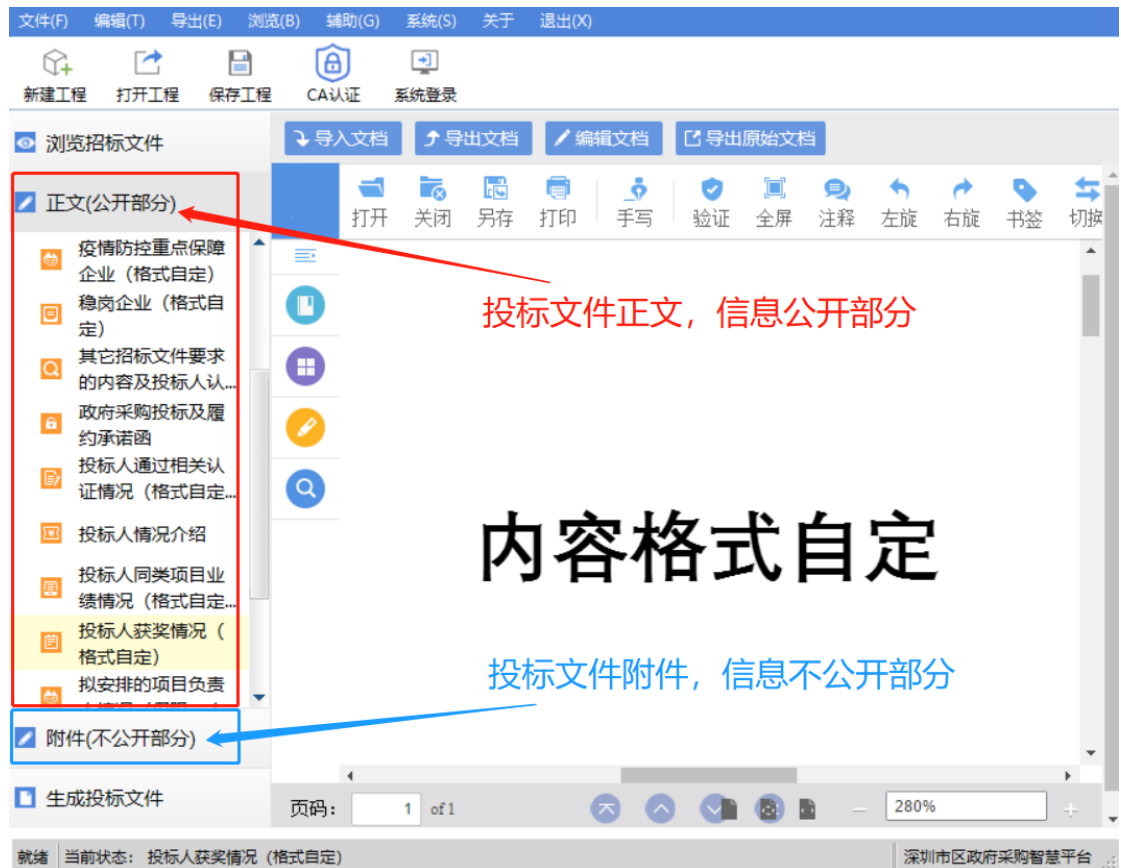 文件(F) 编辑(T) 导出(E) 浏览(B) 辅助(G) 系统(S) 关于 退出(X)
新建工程 打开工程 保存工程 CA认证 系统登录
浏览招标文件
导入文档 导出文档 编辑文档 导出原始文档
正文(公开部分)
打开 关闭 另存 打印 手写 验证 全屏 注释 左旋 右旋 书签 切换
疫情防控重点保障
企业（格式自定）
稳岗企业（格式自
定）
其它招标文件要求
的内容及投标人认...
政府采购投标及履
约承诺函
投标人通过相关认
证情况（格式自定...
投标人情况介绍
投标人同类项目业
绩情况（格式自定...
投标人获奖情况（
格式自定）
拟安排的项目负责
投标文件正文，信息公开部分
内容格式自定
投标文件附件，信息不公开部分
附件(不公开部分)
生成投标文件
页码： 1 of 1 280%
就绪 当前状态： 投标人获奖情况（格式自定） 深圳市区政府采购智慧平台